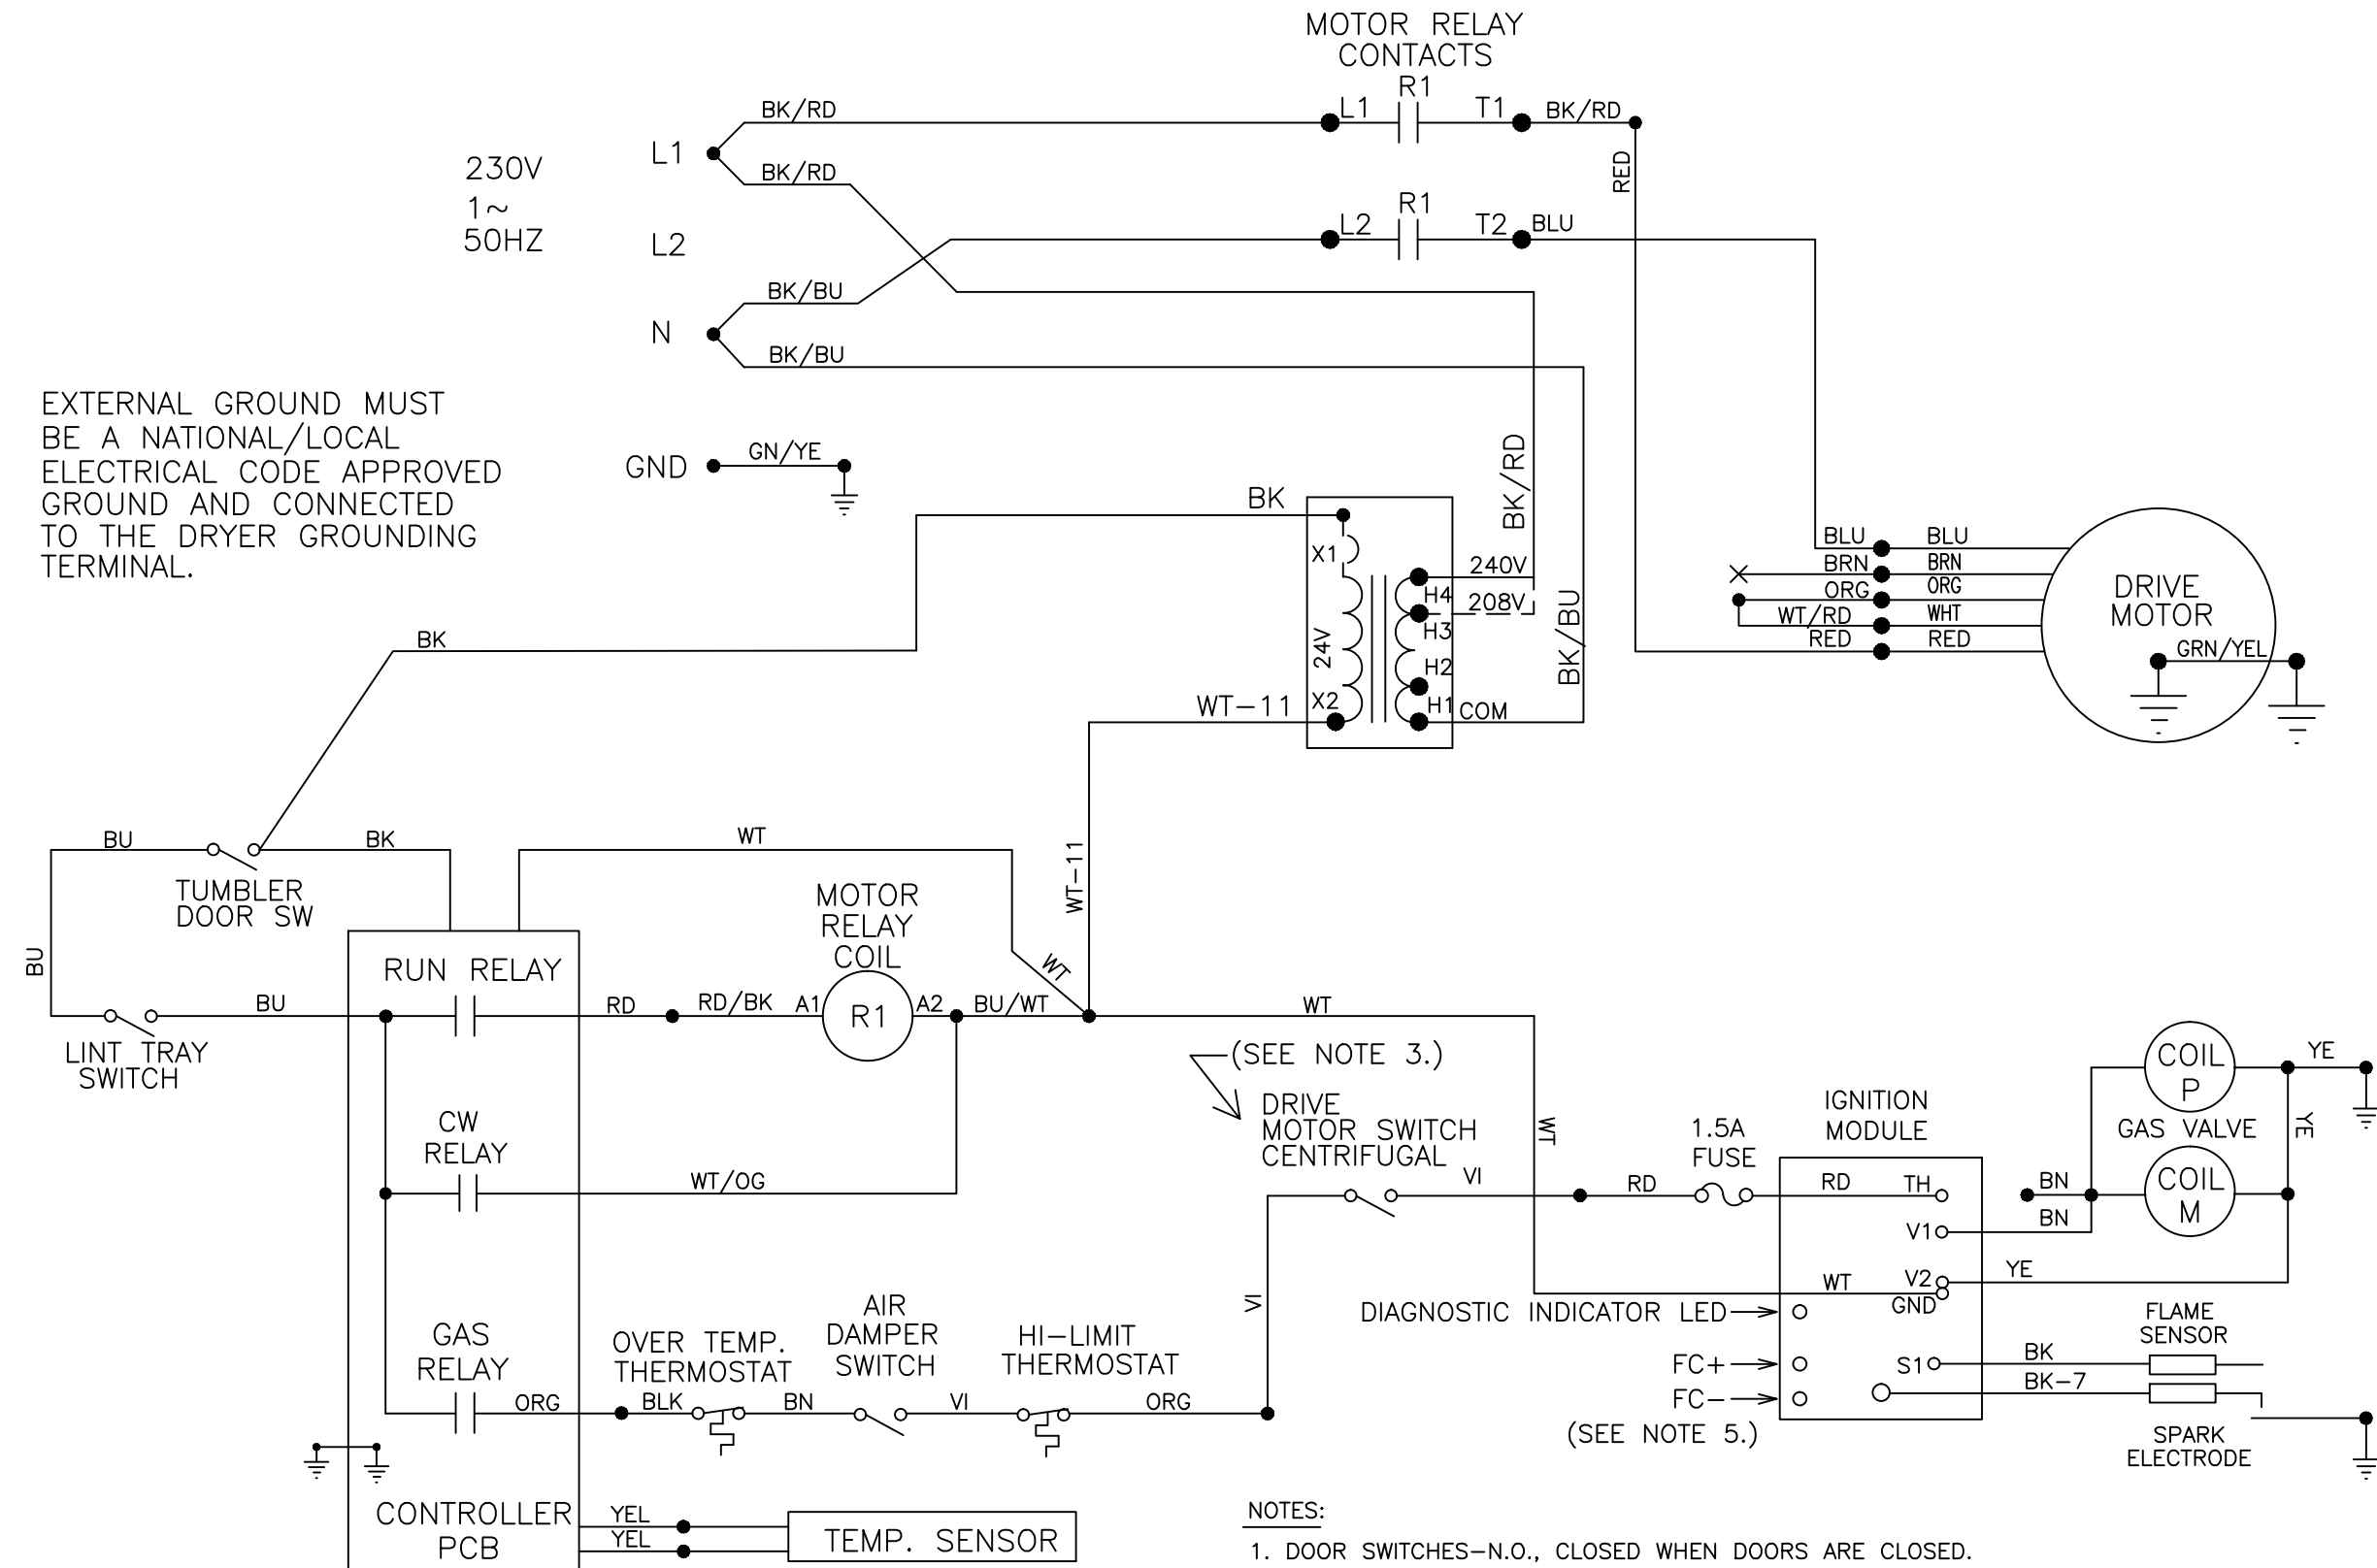 MOTOR RELAY
CONTACTS
R1
BK/RD
L1
T1
BK/RD
230V
1~
50HZ
L1
BK/RD
RED
R1
L2
L2
T2
BLU
BK/BU
N
BK/BU
EXTERNAL GROUND MUST
BE A NATIONAL/LOCAL
ELECTRICAL CODE APPROVED
GROUND AND CONNECTED
TO THE DRYER GROUNDING
TERMINAL.
GND
GN/YE
BK/RD
BK
X1
240V
H4
208V
H3
24V
H2
X2
H1
COM
BK/BU
WT-11
BK
BLU
BLU
BRN
BRN
ORG
ORG
WT/RD
WHT
RED
RED
DRIVE
MOTOR
GRN/YEL
BU
BK
WT
TUMBLER
DOOR SW
MOTOR
RELAY
COIL
WT-11
BU
RUN RELAY
WT
BU
RD
RD/BK
A1
R1
A2
BU/WT
WT
LINT TRAY
SWITCH
(SEE NOTE 3.)
DRIVE
MOTOR SWITCH
CENTRIFUGAL
WT
1.5A
FUSE
IGNITION
MODULE
COIL
P
YE
GAS VALVE
YE
CW
RELAY
WT/OG
VI
RD
RD
TH
BN
COIL
M
V1
BN
V2
YE
WT
GND
VI
DIAGNOSTIC INDICATOR LED
FLAME
SENSOR
GAS
RELAY
OVER TEMP.
THERMOSTAT
AIR
DAMPER
SWITCH
HI-LIMIT
THERMOSTAT
FC+
S1
BK
ORG
BLK
BN
VI
ORG
FC-
BK-7
(SEE NOTE 5.)
SPARK
ELECTRODE
CONTROLLER
PCB
YEL
YEL
TEMP. SENSOR
NOTES:
1. DOOR SWITCHES-N.O., CLOSED WHEN DOORS ARE CLOSED.